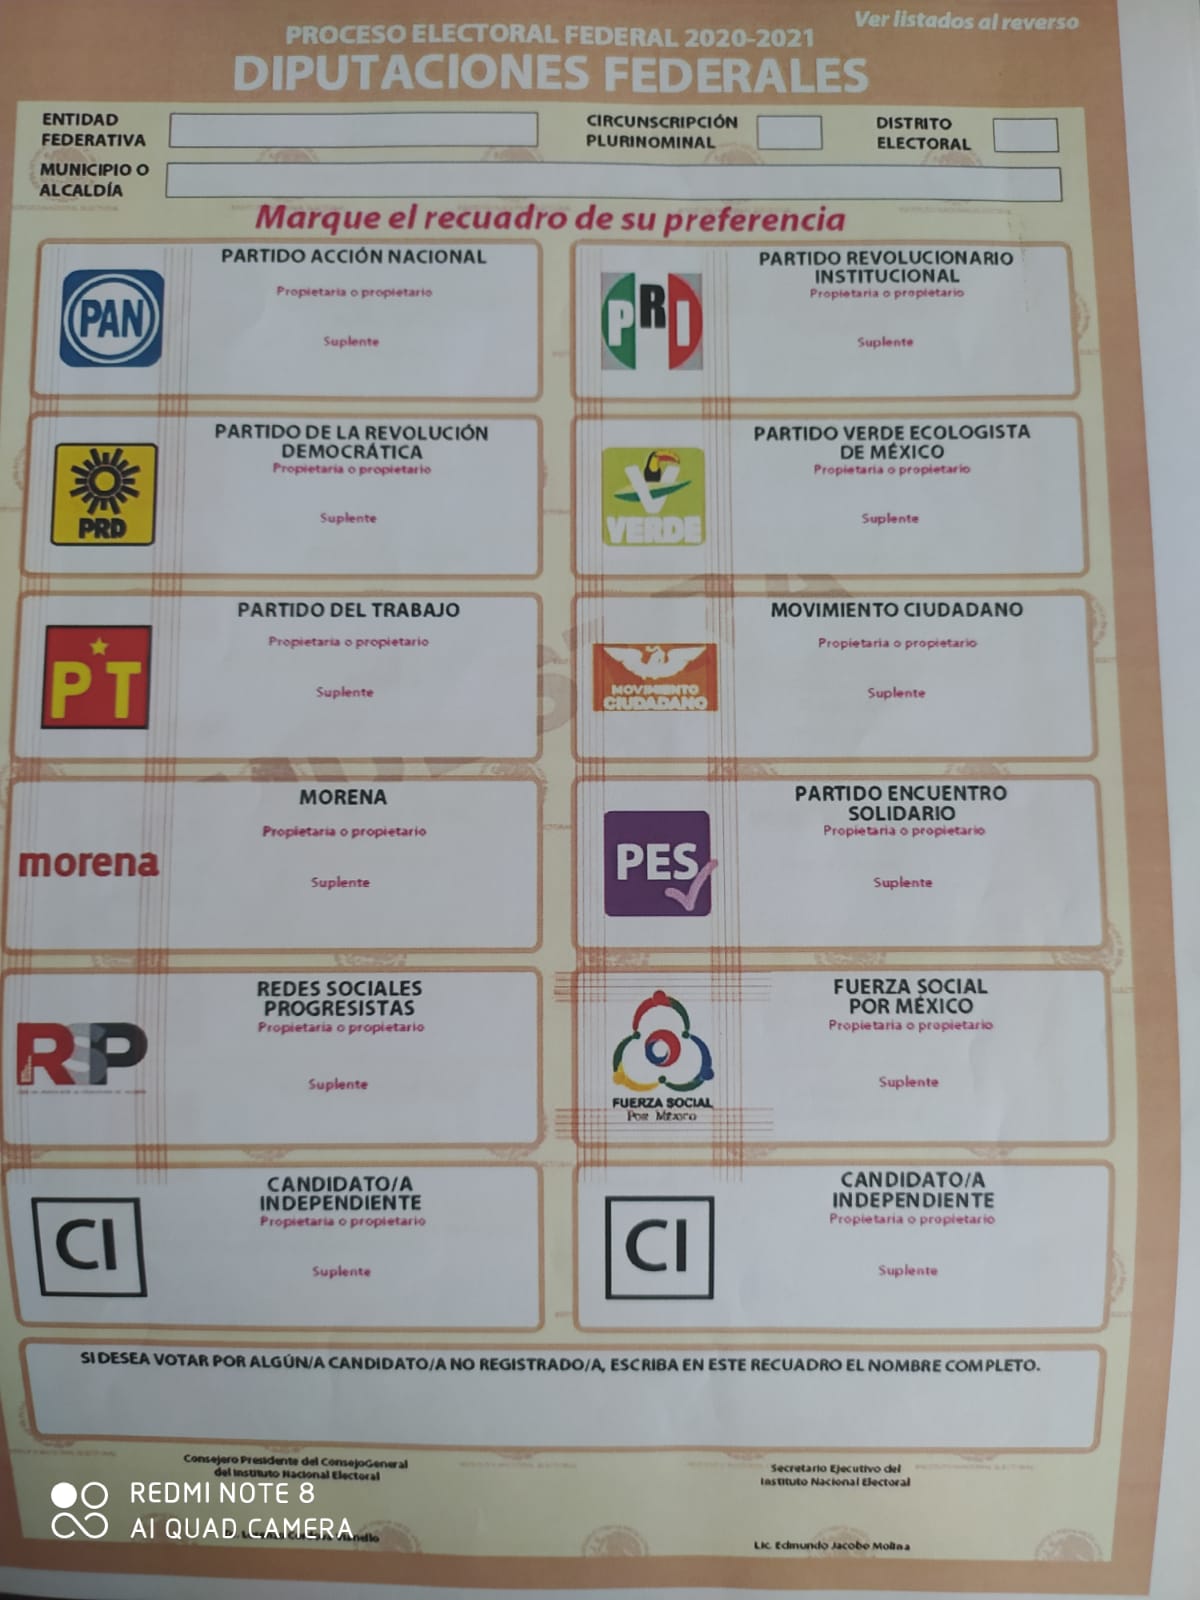 Ver listados al reverso
PROCESO ELECTORAL FEDERAL 2020-2021
DIPUTACIONES FEDERALES
ENTIDAD
FEDERATIVA
CIRCUNSCRIPCIÓN
PLURINOMINAL
DISTRITO
ELECTORAL
MUNICIPIO O
ALCALDÍA
Marque el recuadro de su preferencia
PAN
PARTIDO ACCIÓN NACIONAL
Propietaria o propietario
Suplente
PRI
PARTIDO REVOLUCIONARIO
INSTITUCIONAL
Propietaria o propietario
Suplente
PRD
PARTIDO DE LA REVOLUCIÓN
DEMOCRÁTICA
Propietaria o propietario
Suplente
VERDE
PARTIDO VERDE ECOLOGISTA
DE MÉXICO
Propietaria o propietario
Suplente
PT
PARTIDO DEL TRABAJO
Propietaria o propietario
Suplente
MOVIMIENTO
CIUDADANO
MOVIMIENTO CIUDADANO
Propietaria o propietario
Suplente
morena
MORENA
Propietaria o propietario
Suplente
PES
PARTIDO ENCUENTRO
SOLIDARIO
Propietaria o propietario
Suplente
RSP
REDES SOCIALES
PROGRESISTAS
Propietaria o propietario
Suplente
FUERZA SOCIAL
Por México
FUERZA SOCIAL
POR MÉXICO
Propietaria o propietario
Suplente
CI
CANDIDATO/A
INDEPENDIENTE
Propietaria o propietario
Suplente
CI
CANDIDATO/A
INDEPENDIENTE
Propietaria o propietario
Suplente
SI DESEA VOTAR POR ALGÚN/A CANDIDATO/A NO REGISTRADO/A, ESCRIBA EN ESTE RECUADRO EL NOMBRE COMPLETO.
Consejero Presidente del ConsejoGeneral
del Instituto Nacional Electoral
Secretario Ejecutivo del
Instituto Nacional Electoral
Lic. Edmundo Jacobo Molina
REDMI NOTE 8
AI QUAD CAMERA